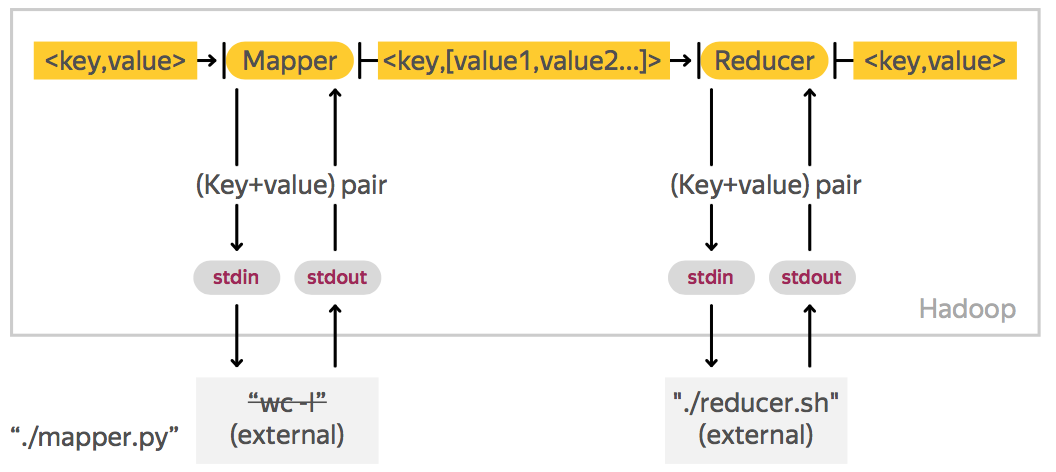 <key,value> Mapper <key,[value1,value2...]> Reducer <key,value>
(Key+value) pair (Key+value) pair
stdin stdout stdin stdout
Hadoop
“wc -l” "./reducer.sh"
“./mapper.py” (external) (external)